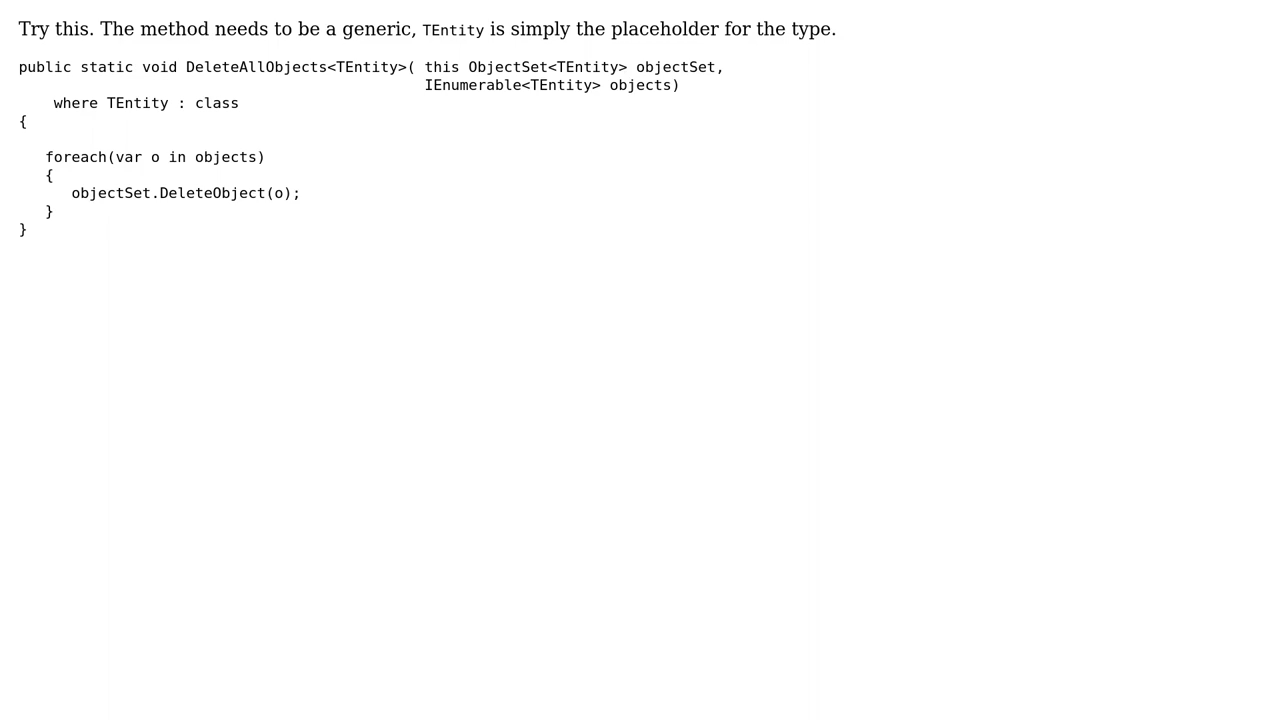 Try this. The method needs to be a generic, TEntity is simply the placeholder for the type.
public static void DeleteAllObjects<TEntity>( this ObjectSet<TEntity> objectSet,
                                              IEnumerable<TEntity> objects)
    where TEntity : class
{
   foreach(var o in objects)
   {
      objectSet.DeleteObject(o);
   }
}